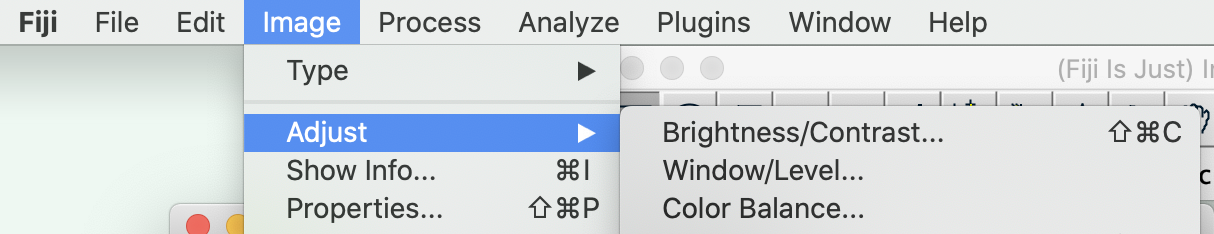 Fiji File Edit Image Process Analyze Plugins Window Help
Type ▶
(Fiji Is Just) I
Adjust ▶
Brightness/Contrast... ⇧⌘C
Show Info... ⌘I
Window/Level...
Properties... ⇧⌘P
Color Balance...